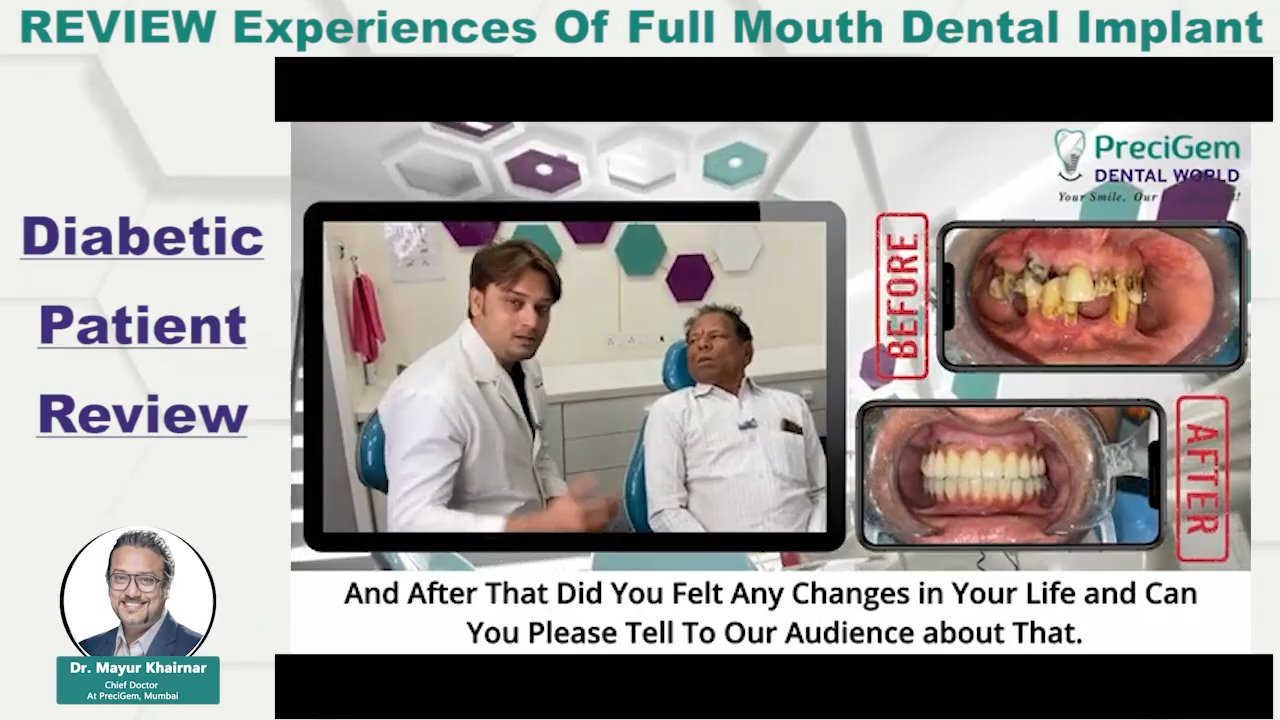 REVIEW Experiences Of Full Mouth Dental Implant
PreciGem
DENTAL WORLD
Your Smile, Our
BEFORE
Diabetic
Patient
Review
AFTER
And After That Did You Felt Any Changes in Your Life and Can
You Please Tell To Our Audience about That.
Dr. Mayur Khairnar
Chief Doctor
At PreciGem, Mumbai